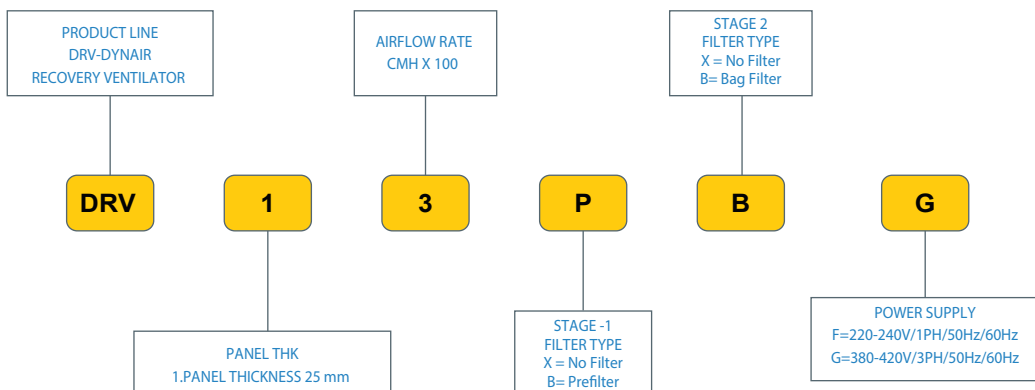 PRODUCT LINE
DRV-DYNAIR
RECOVERY VENTILATOR
AIRFLOW RATE
CMH X 100
STAGE 2
FILTER TYPE
X = No Filter
B= Bag Filter
DRV
1
3
P
B
G
PANEL THK
1.PANEL THICKNESS 25 mm
STAGE -1
FILTER TYPE
X = No Filter
B= Prefilter
POWER SUPPLY
F=220-240V/1PH/50Hz/60Hz
G=380-420V/3PH/50Hz/60Hz